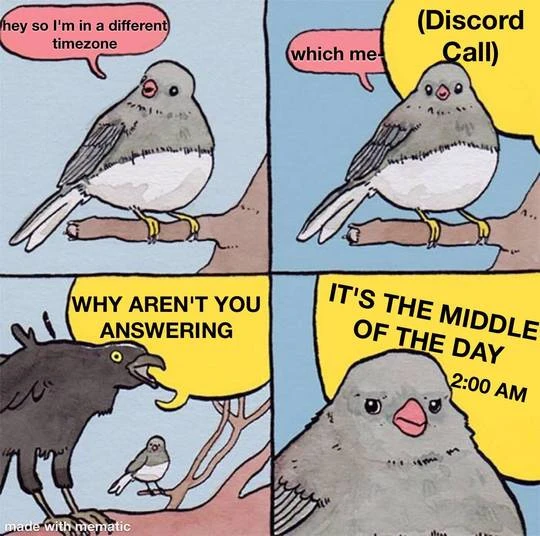 hey so I'm in a different
timezone
which me-
(Discord
Call)
WHY AREN'T YOU
ANSWERING
IT'S THE MIDDLE
OF THE DAY
2:00 AM
made with mematic